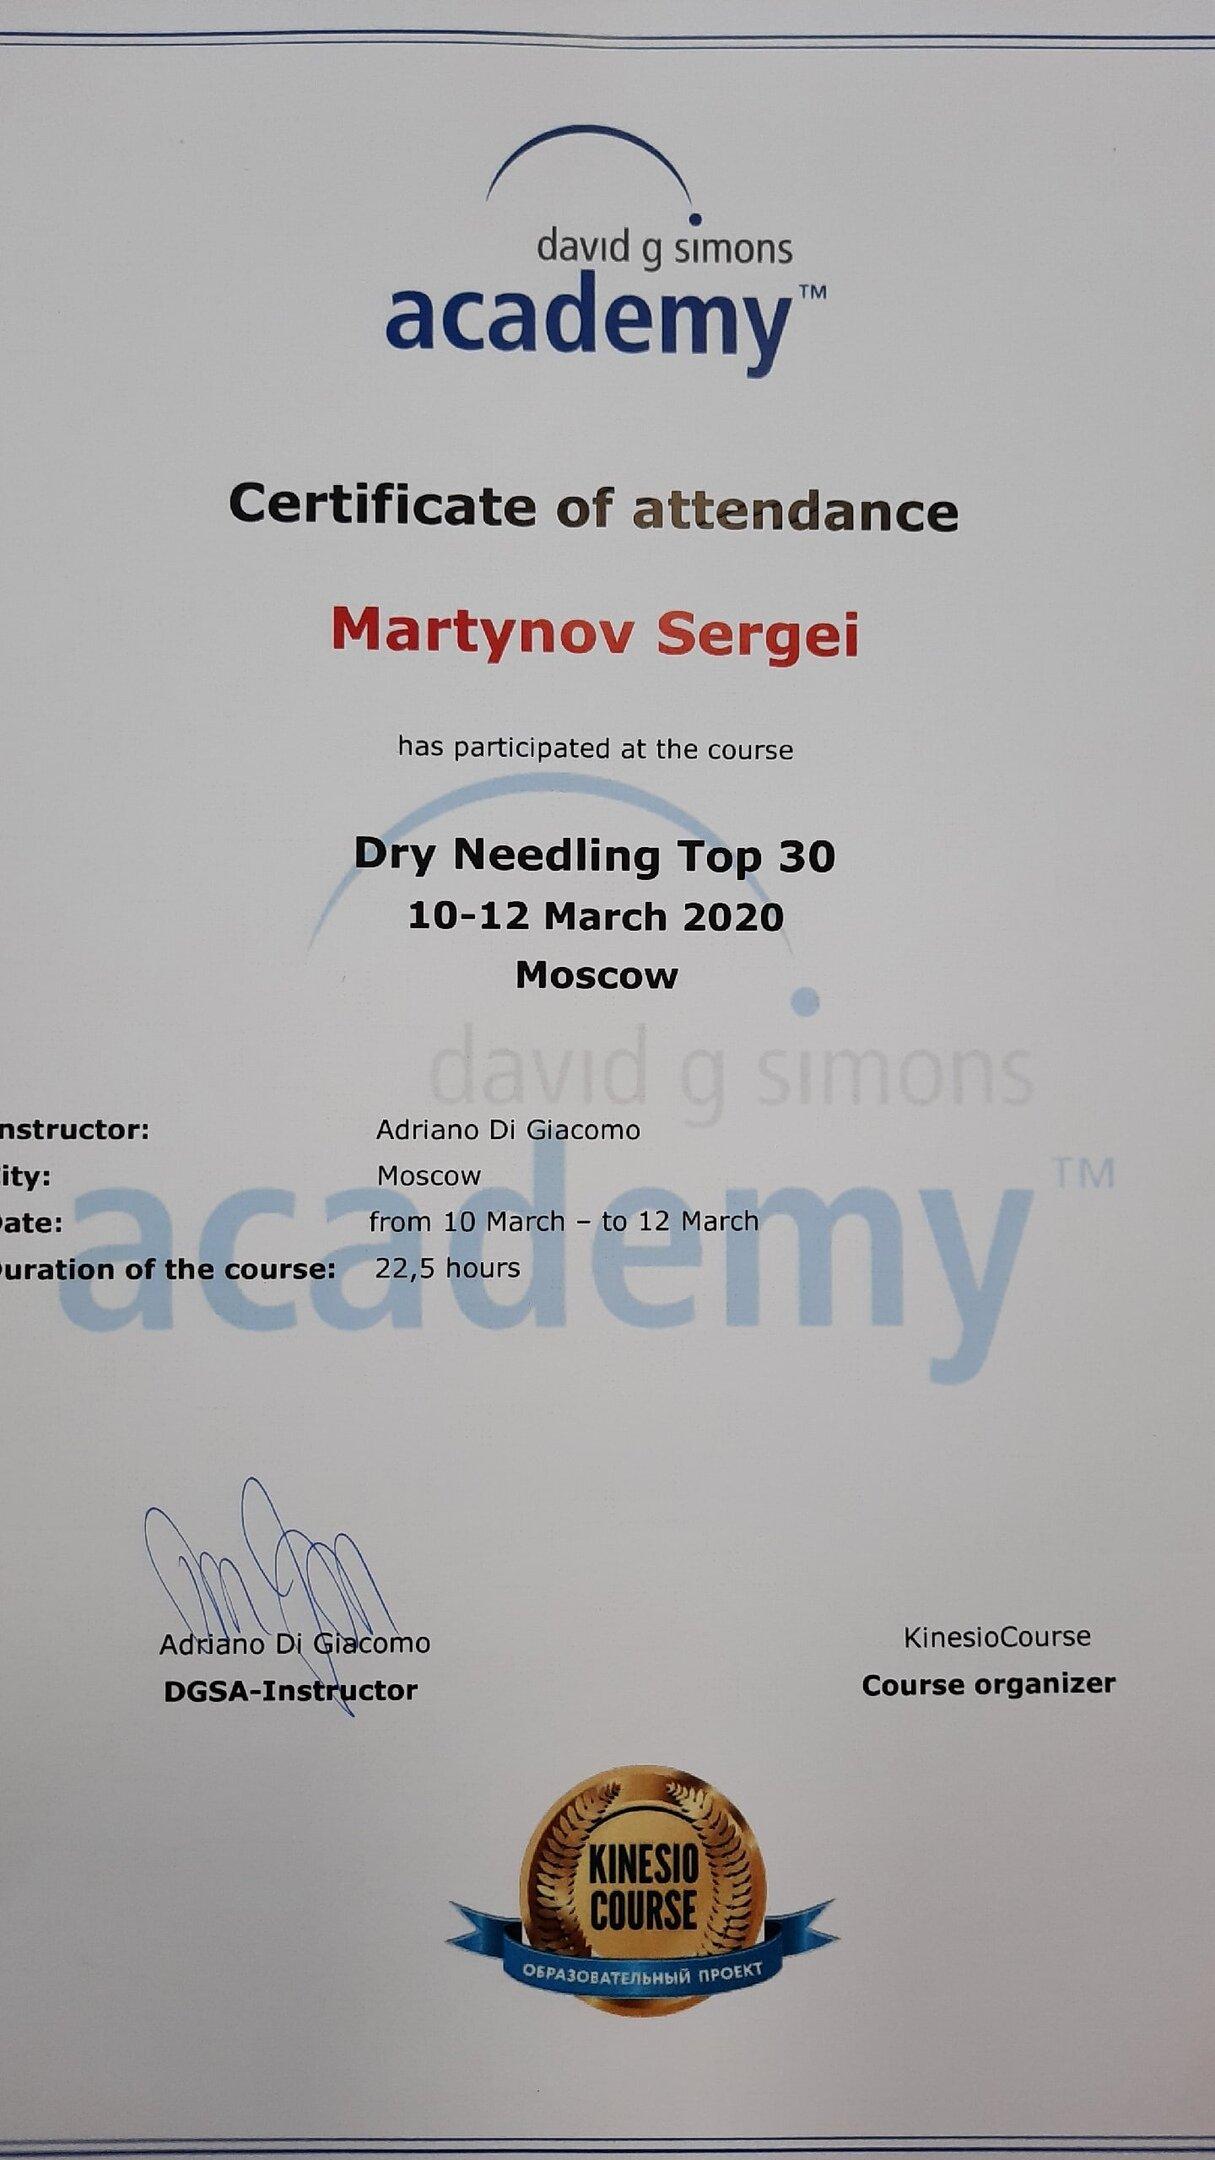 david g simons
academy™
Certificate of attendance
Martynov Sergei
has participated at the course
Dry Needling Top 30
10-12 March 2020
Moscow
david g simons
academy™
nstructor: Adriano Di Giacomo
ity: Moscow
ate: from 10 March – to 12 March
uration of the course: 22,5 hours
Adriano Di Giacomo
DGSA-Instructor
KinesioCourse
Course organizer
KINESIO
COURSE
ОБРАЗОВАТЕЛЬНЫЙ ПРОЕКТ